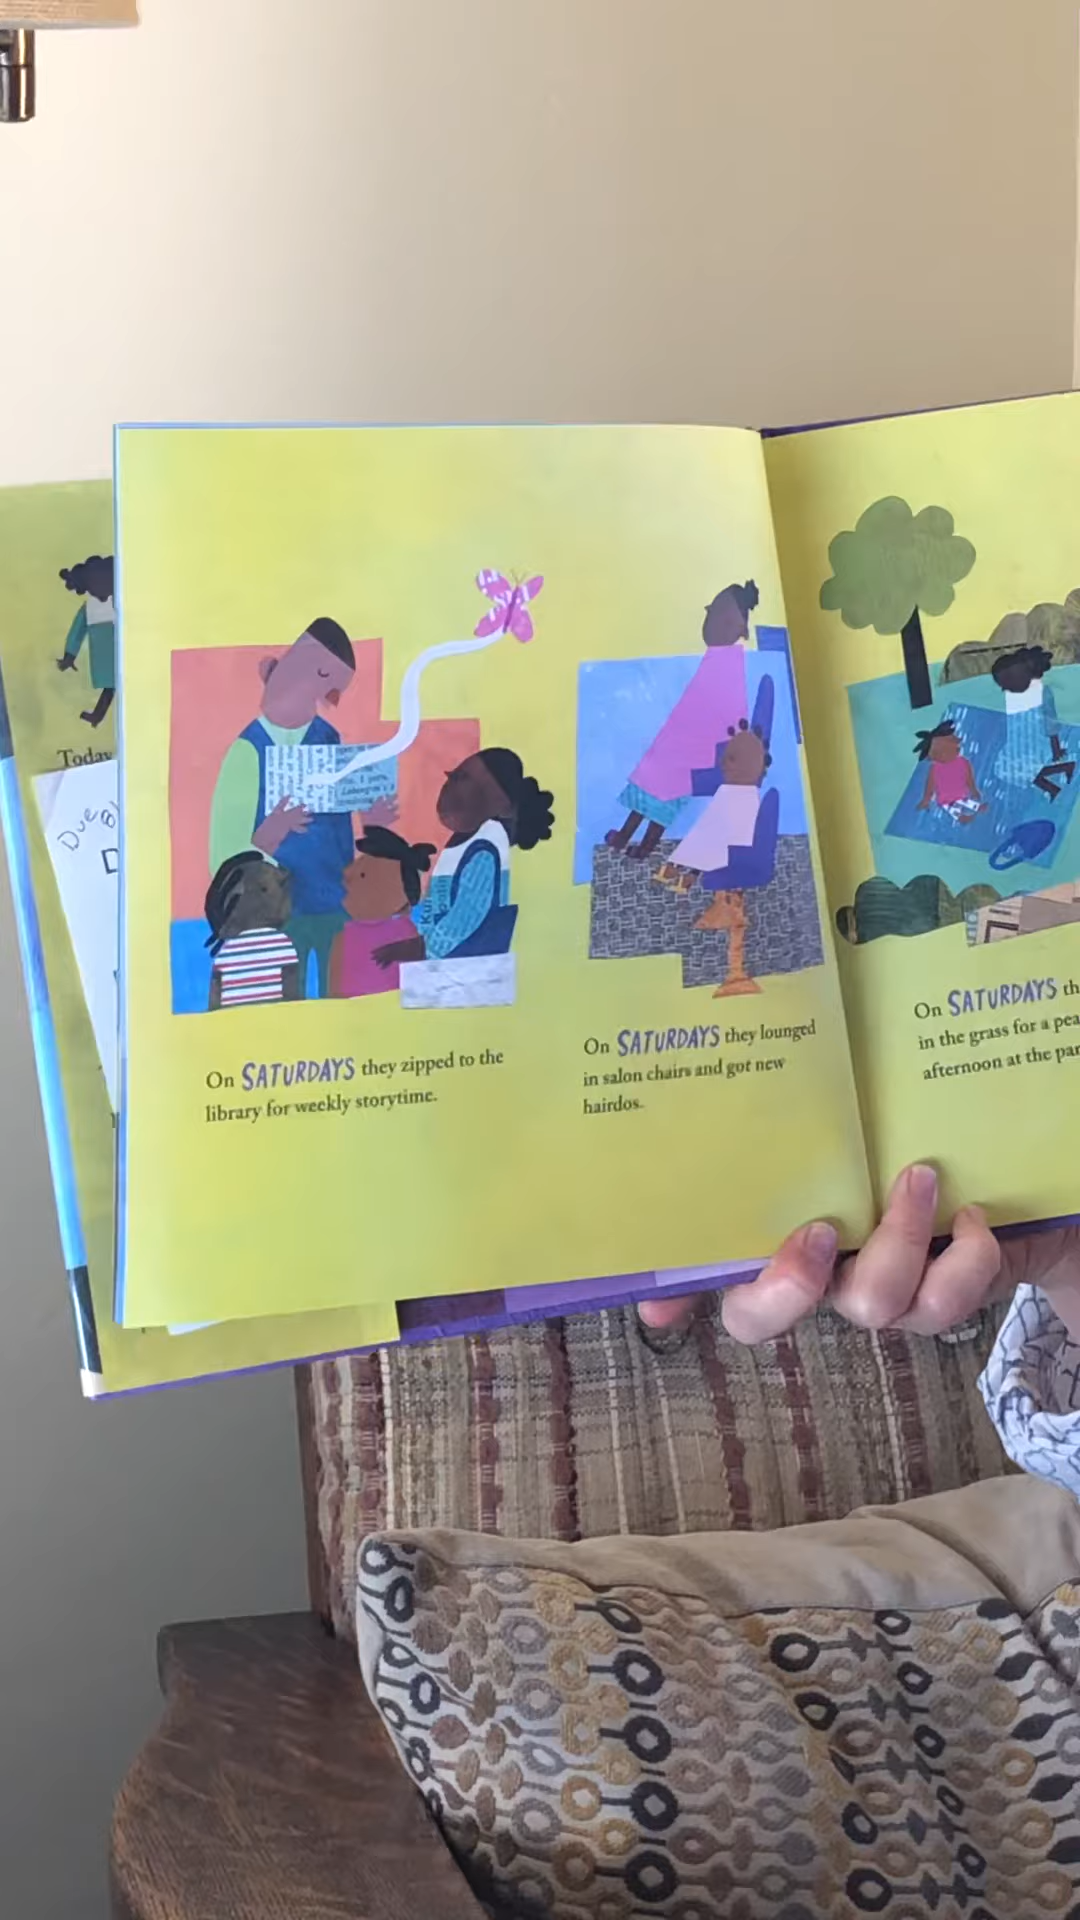 Today
Due
On SATURDAYS they zipped to the
library for weekly storytime.
On SATURDAYS they lounged
in salon chairs and got new
hairdos.
On SATURDAYS th
in the grass for a pea
afternoon at the par